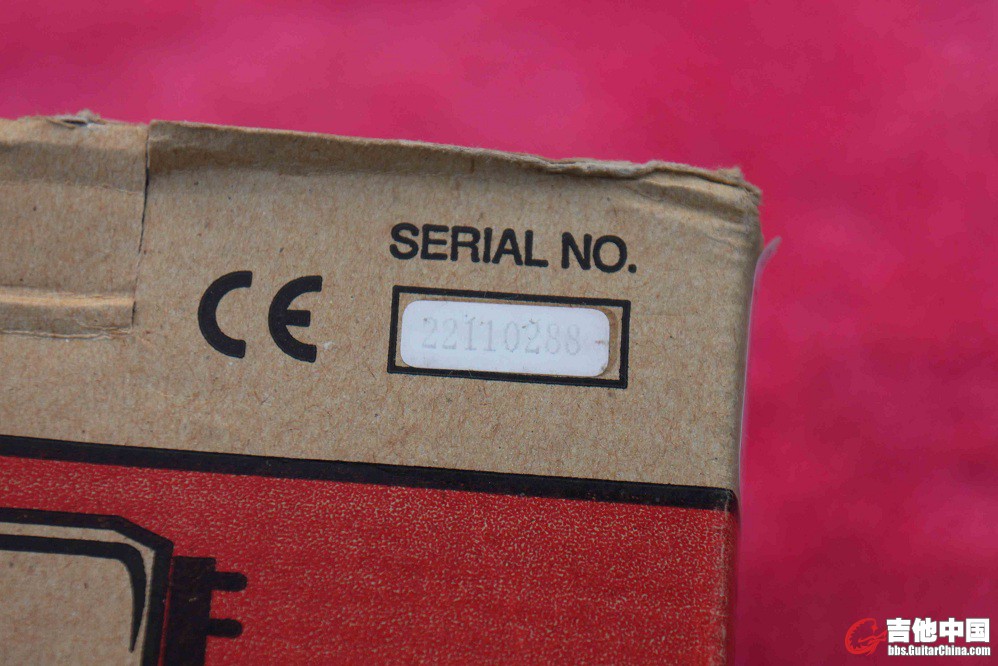 SERIAL NO.
CE
22110288
吉他中国
bbs.GuitarChina.com